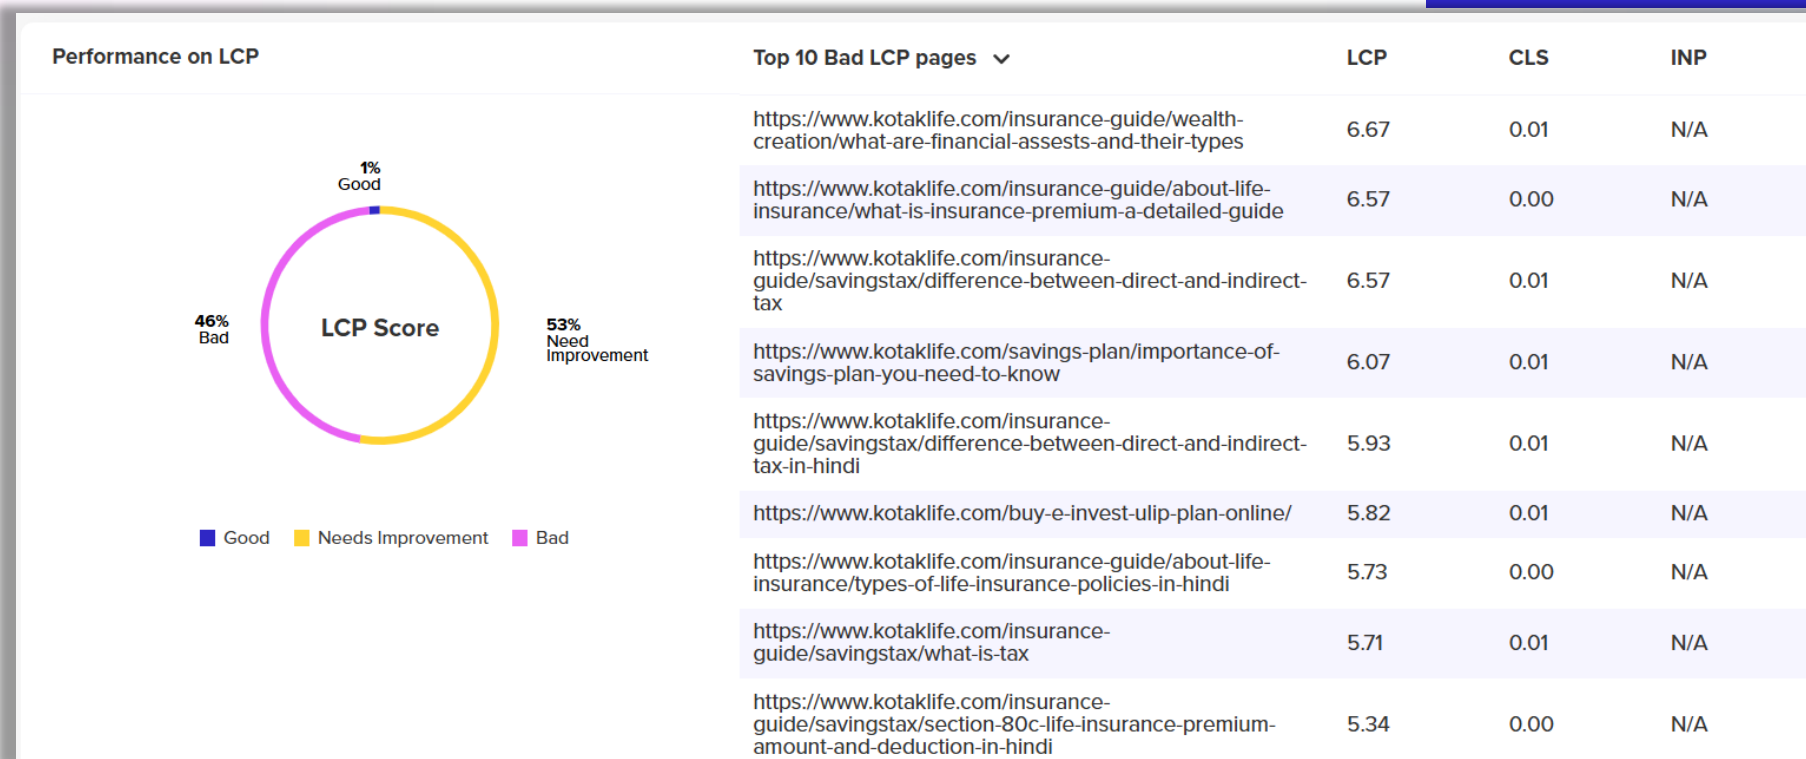 Performance on LCP
1%
Good
46%
Bad
LCP Score
53%
Need
Improvement
Good Needs Improvement Bad
Top 10 Bad LCP pages LCP CLS INP
https://www.kotaklife.com/insurance-guide/wealth-
creation/what-are-financial-assests-and-their-types
6.67 0.01 N/A
https://www.kotaklife.com/insurance-guide/about-life-
insurance/what-is-insurance-premium-a-detailed-guide
6.57 0.00 N/A
https://www.kotaklife.com/insurance-
guide/savingstax/difference-between-direct-and-indirect-
tax
6.57 0.01 N/A
https://www.kotaklife.com/savings-plan/importance-of-
savings-plan-you-need-to-know
6.07 0.01 N/A
https://www.kotaklife.com/insurance-
guide/savingstax/difference-between-direct-and-indirect-
tax-in-hindi
5.93 0.01 N/A
https://www.kotaklife.com/buy-e-invest-ulip-plan-online/
5.82 0.01 N/A
https://www.kotaklife.com/insurance-guide/about-life-
insurance/types-of-life-insurance-policies-in-hindi
5.73 0.00 N/A
https://www.kotaklife.com/insurance-
guide/savingstax/what-is-tax
5.71 0.01 N/A
https://www.kotaklife.com/insurance-
guide/savingstax/section-80c-life-insurance-premium-
amount-and-deduction-in-hindi
5.34 0.00 N/A